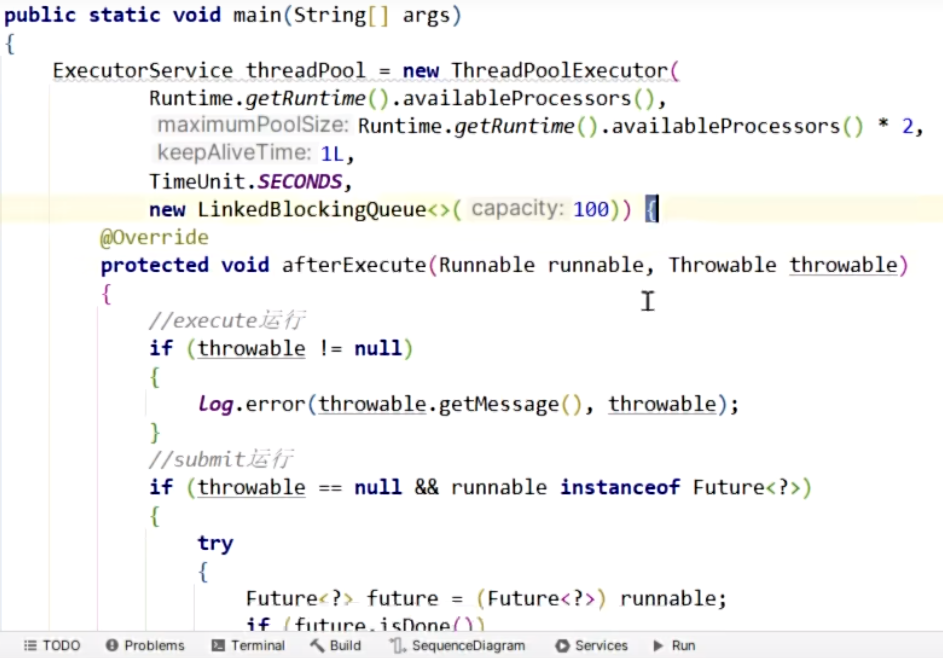 public static void main(String[] args)
{
ExecutorService threadPool = new ThreadPoolExecutor(
Runtime.getRuntime().availableProcessors(),
maximumPoolSize: Runtime.getRuntime().availableProcessors() * 2,
keepAliveTime: 1L,
TimeUnit.SECONDS,
new LinkedBlockingQueue<>( capacity: 100)) {
@Override
protected void afterExecute(Runnable runnable, Throwable throwable)
{
//execute运行
if (throwable != null)
{
Log.error(throwable.getMessage(), throwable);
}
//submit运行
if (throwable == null && runnable instanceof Future<?>)
{
try
{
Future<?> future = (Future<?>) runnable;
if (future.isDone())
TODO Problems Terminal Build SequenceDiagram Services Run